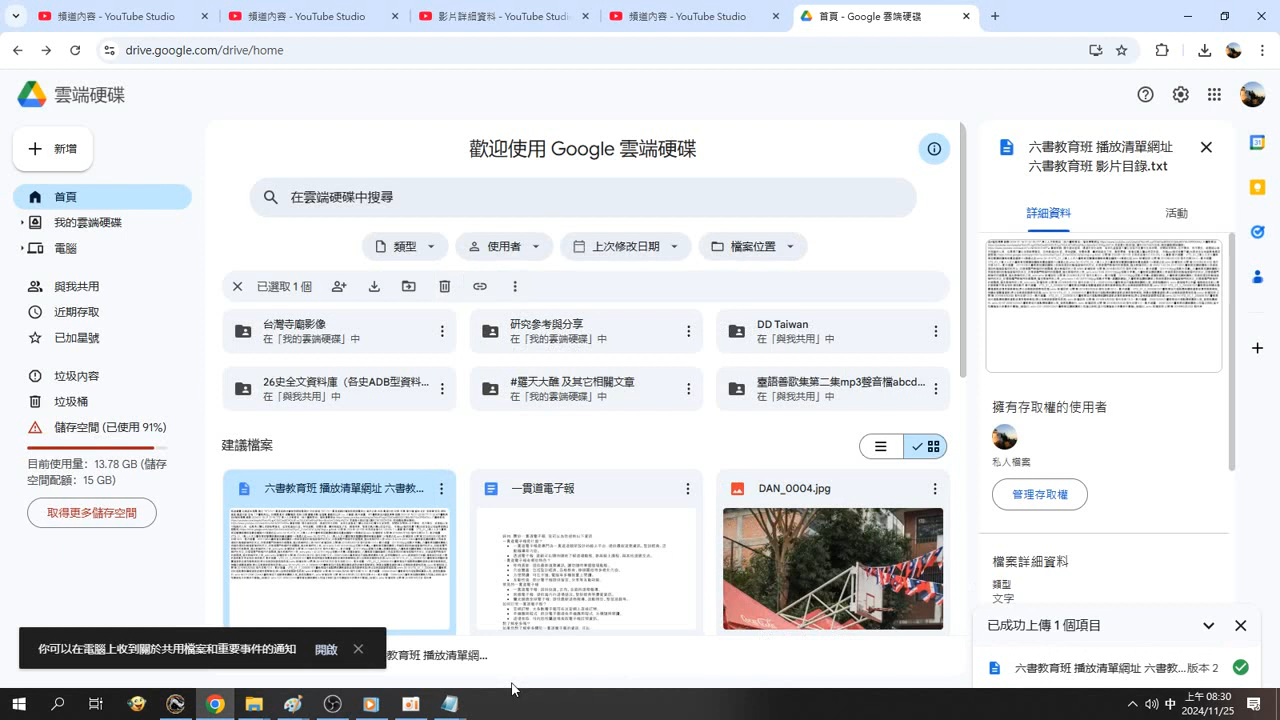 頻道內容 - YouTube Studio
頻道內容 - YouTube Studio
影片詳細資料 - YouTube Studio
頻道內容 - YouTube Studio
首頁 - Google 雲端硬碟
drive.google.com/drive/home
雲端硬碟
新增
首頁
我的雲端硬碟
電腦
與我共用
近期存取
已加星號
垃圾內容
垃圾桶
儲存空間 (已使用 91%)
目前使用量：13.78 GB (儲存
空間配額：15 GB)
取得更多儲存空間
歡迎使用 Google 雲端硬碟
在雲端硬碟中搜尋
類型
使用者
上次修改日期
檔案位置
已選取 1 個
台灣寺廟影像
在「我的雲端硬碟」中
研究參考與分享
在「我的雲端硬碟」中
DD Taiwan
在「與我共用」中
26史全文資料庫（各史ADB型資料...
在「與我共用」中
#羅天大醮 及其它相關文章
在「我的雲端硬碟」中
臺語善歌集第二集mp3聲音檔abcd...
在「與我共用」中
建議檔案
六書教育班 播放清單網址 六書教...
一貫道電子報
DAN_0004.jpg
你可以在電腦上收到關於共用檔案和重要事件的通知
開啟
教育班 播放清單網...
六書教育班 播放清單網址
六書教育班 影片目錄.txt
詳細資料
活動
擁有存取權的使用者
私人檔案
管理存取權
檔案詳細資料
類型
文字
已成功上傳 1 個項目
六書教育班 播放清單網址 六書教... 版本 2
中
上午 08:30
2024/11/25